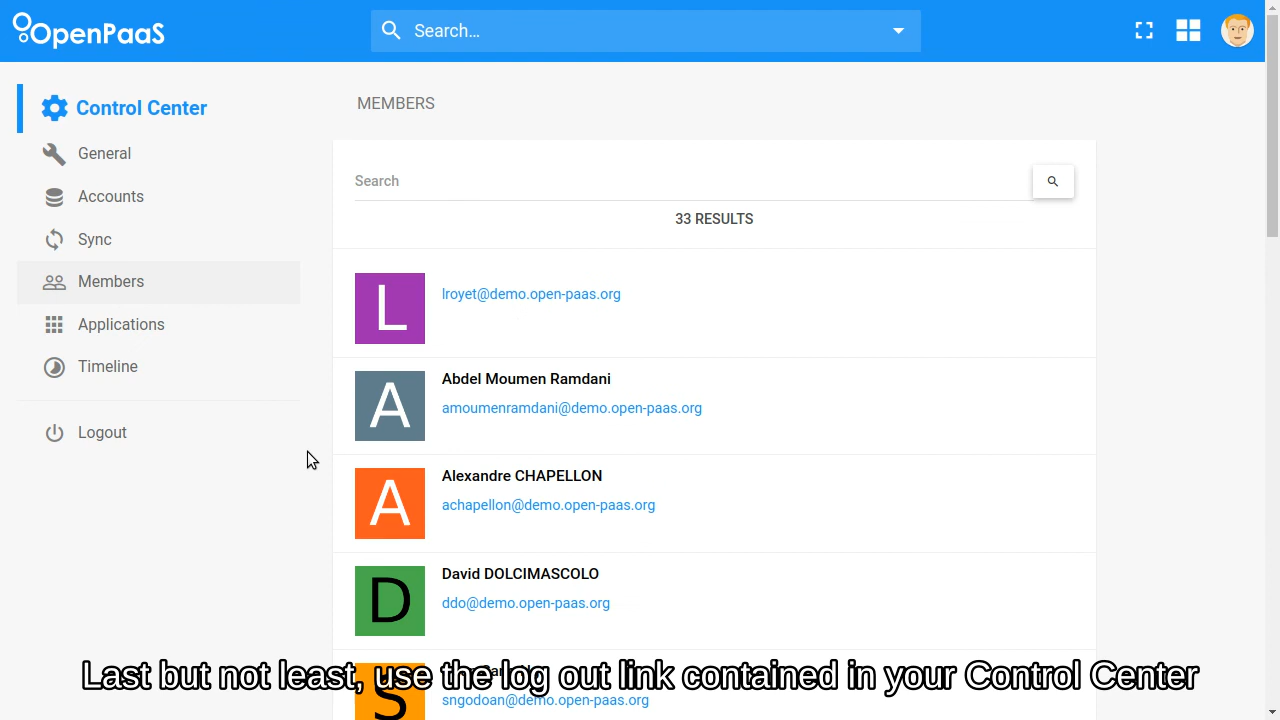 OpenPaaS
Search...
Control Center
General
Accounts
Sync
Members
Applications
Timeline
Logout
MEMBERS
Search
33 RESULTS
L
lroyet@demo.open-paas.org
A
Abdel Moumen Ramdani
amoumenramdani@demo.open-paas.org
A
Alexandre CHAPELLON
achapellon@demo.open-paas.org
D
David DOLCIMASCOLO
ddo@demo.open-paas.org
S
sngodoan@demo.open-paas.org
Last but not least, use the log out link contained in your Control Center